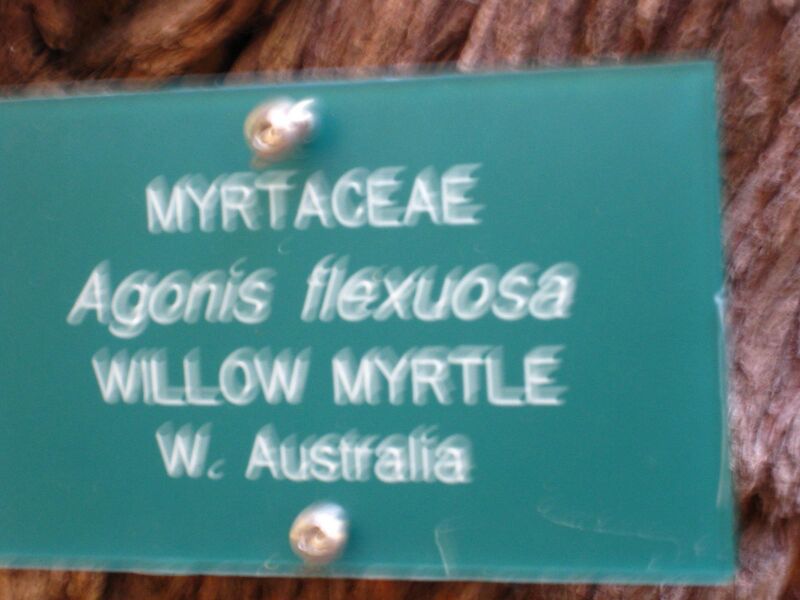 MYRTACEAE
Agonis flexuosa
WILLOW MYRTLE
W. Australia